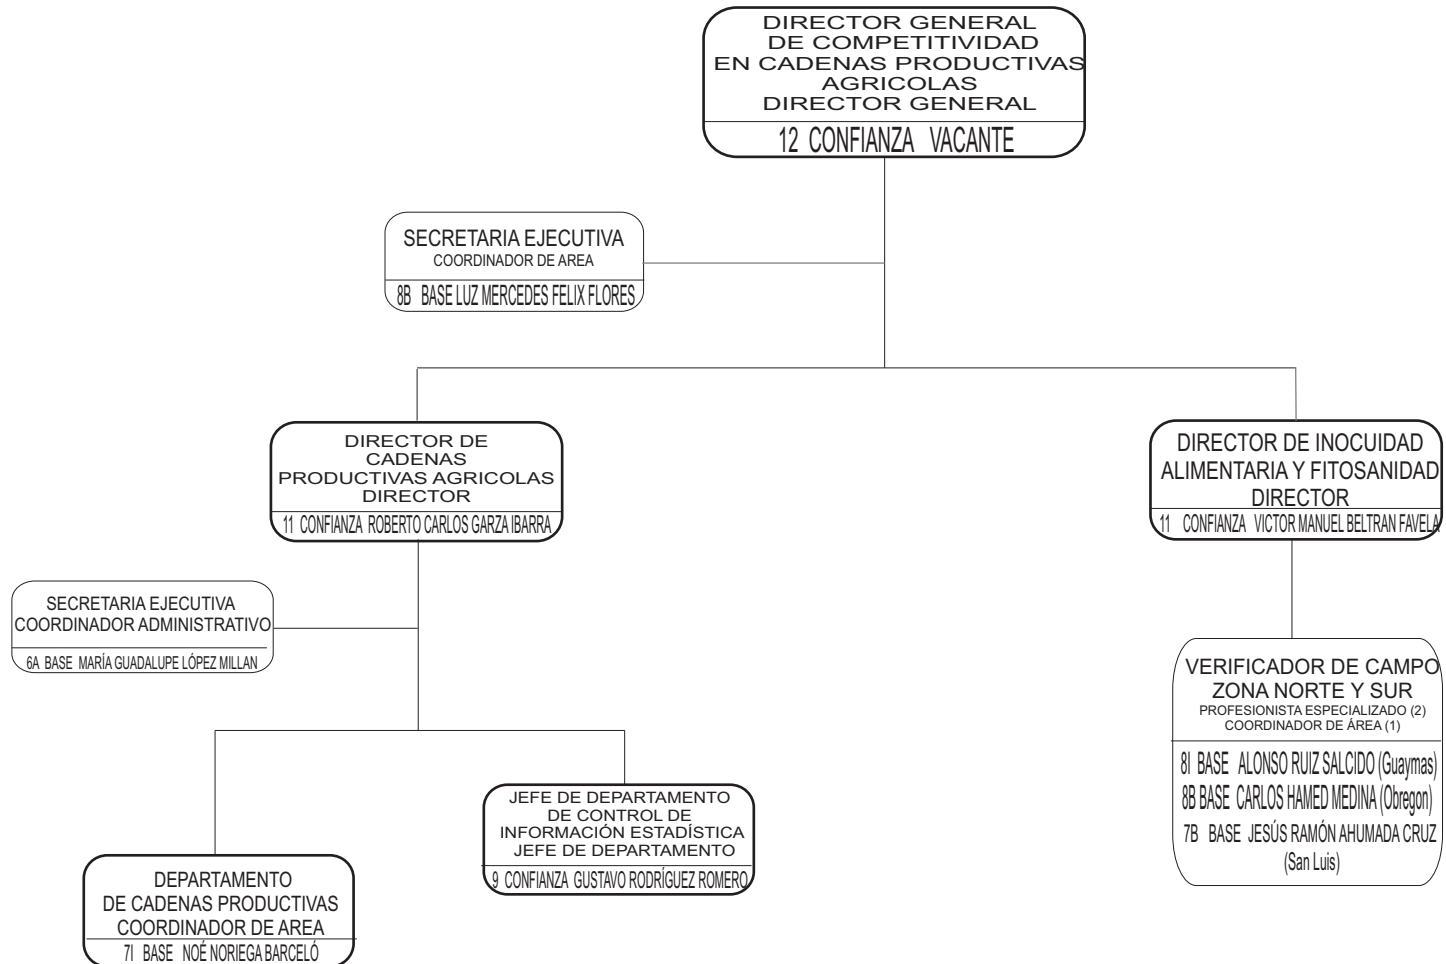 DIRECTOR GENERAL
DE COMPETITIVIDAD
EN CADENAS PRODUCTIVAS
AGRICOLAS
DIRECTOR GENERAL
12 CONFIANZA VACANTE
SECRETARIA EJECUTIVA
COORDINADOR DE AREA
8B BASE LUZ MERCEDES FELIX FLORES
DIRECTOR DE
CADENAS
PRODUCTIVAS AGRICOLAS
DIRECTOR
11 CONFIANZA ROBERTO CARLOS GARZA IBARRA
DIRECTOR DE INOCUIDAD
ALIMENTARIA Y FITOSANIDAD
DIRECTOR
11 CONFIANZA VICTOR MANUEL BELTRAN FAVELA
SECRETARIA EJECUTIVA
COORDINADOR ADMINISTRATIVO
6A BASE MARÍA GUADALUPE LÓPEZ MILLAN
VERIFICADOR DE CAMPO
ZONA NORTE Y SUR
PROFESIONISTA ESPECIALIZADO (2)
COORDINADOR DE ÁREA (1)
8I BASE ALONSO RUIZ SALCIDO (Guaymas)
8B BASE CARLOS HAMED MEDINA (Obregon)
7B BASE JESÚS RAMÓN AHUMADA CRUZ
(San Luis)
JEFE DE DEPARTAMENTO
DE CONTROL DE
INFORMACIÓN ESTADÍSTICA
JEFE DE DEPARTAMENTO
9 CONFIANZA GUSTAVO RODRÍGUEZ ROMERO
DEPARTAMENTO
DE CADENAS PRODUCTIVAS
COORDINADOR DE AREA
7I BASE NOÉ NORIEGA BARCELÓ